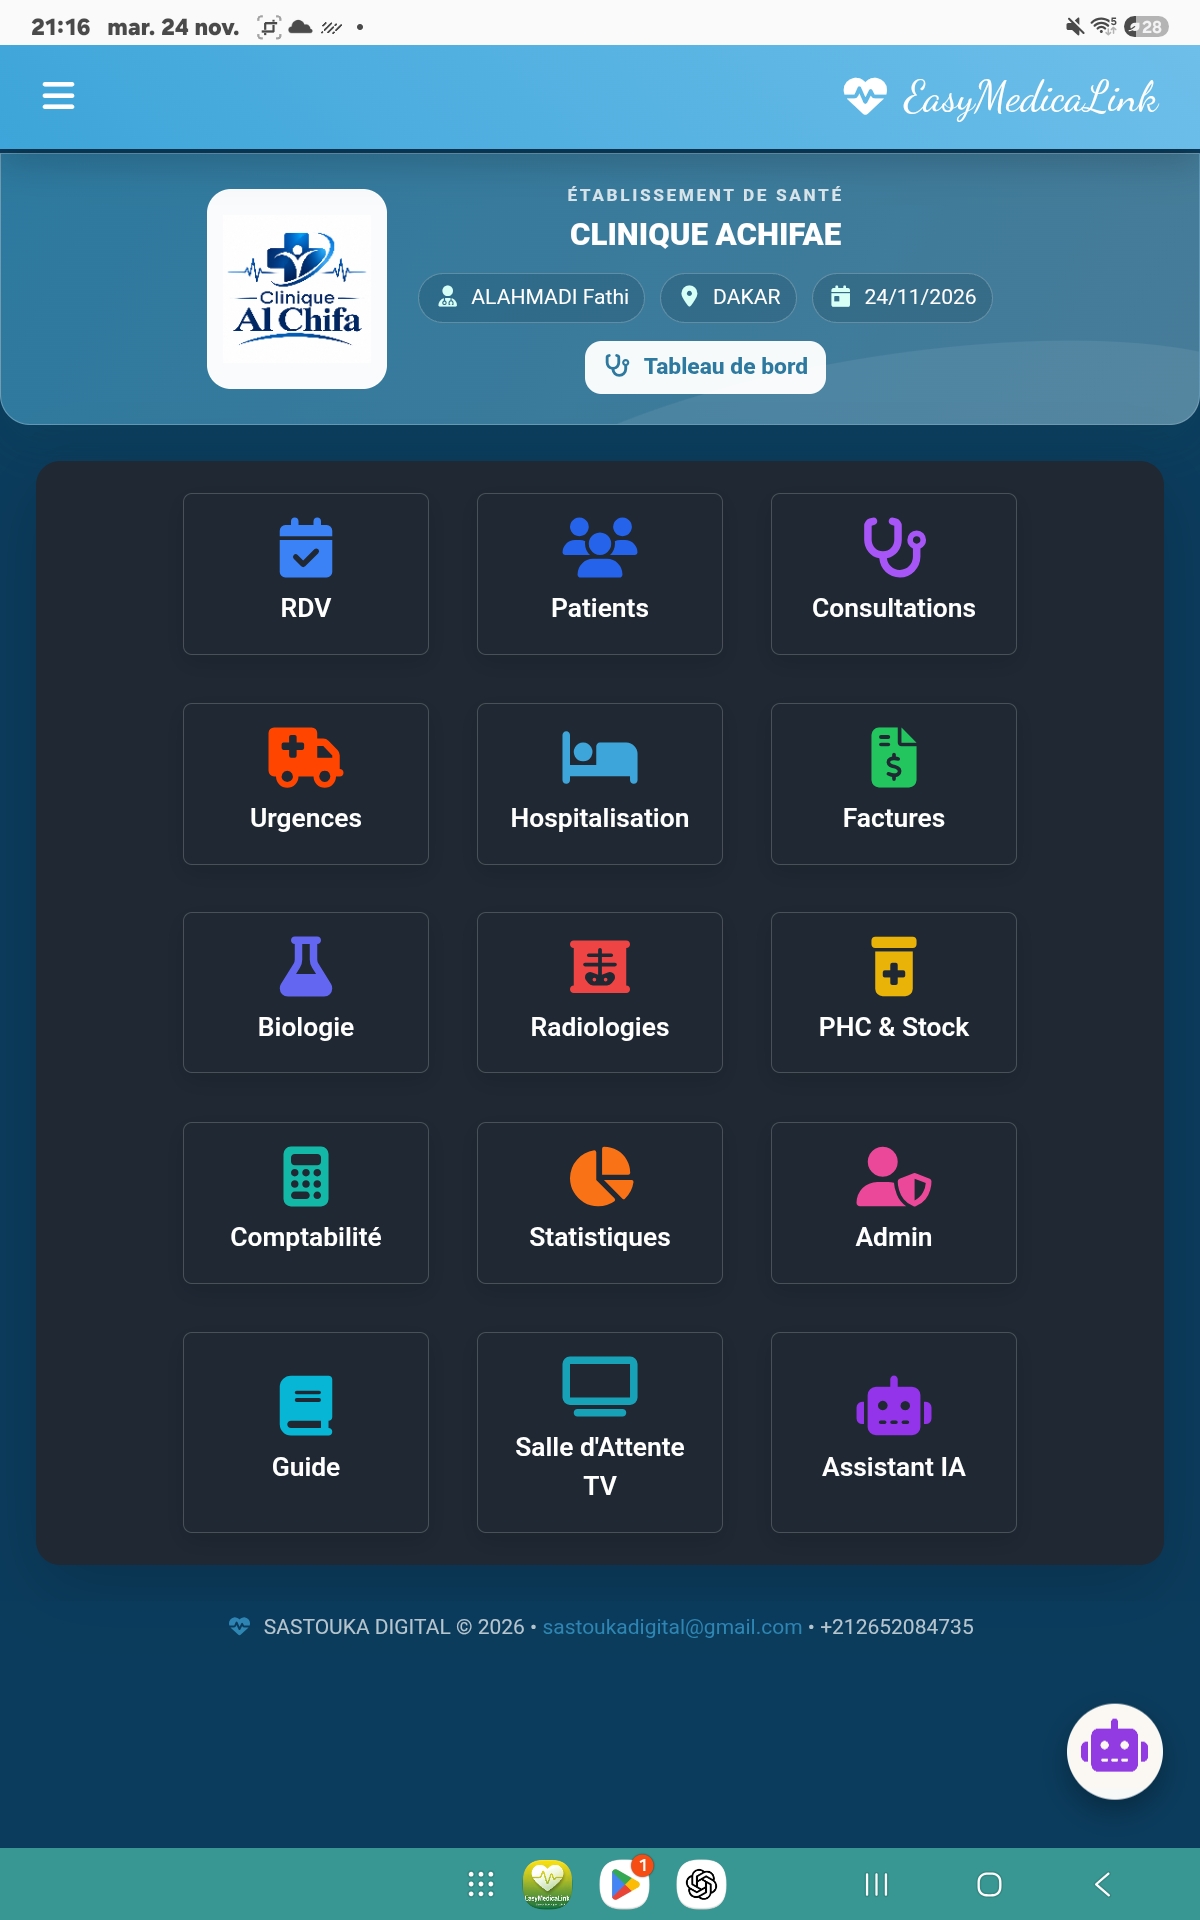 21:16 mar. 24 nov.
5
28
EasyMedicaLink
Clinique
Al Chifa
ÉTABLISSEMENT DE SANTÉ
CLINIQUE ACHIFAE
ALAHMADI Fathi
DAKAR
24/11/2026
Tableau de bord
RDV
Patients
Consultations
Urgences
Hospitalisation
$
Factures
Biologie
Radiologies
PHC & Stock
Comptabilité
Statistiques
Admin
Guide
Salle d'Attente
TV
Assistant IA
SASTOUKA DIGITAL © 2026 • sastoukadigital@gmail.com • +212652084735
EasyMedicaLink
1